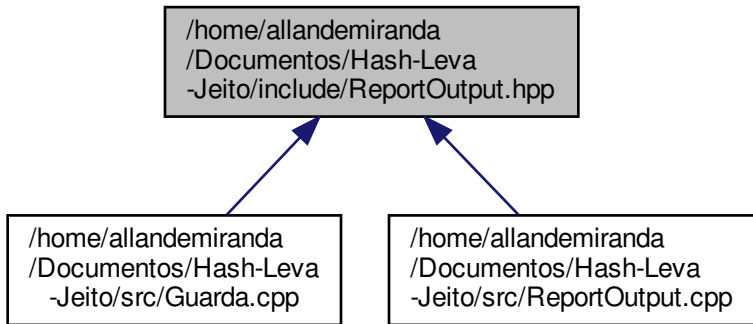 /home/allandemiranda
/Documentos/Hash-Leva
-Jeito/include/ReportOutput.hpp
/home/allandemiranda
/Documentos/Hash-Leva
-Jeito/src/Guarda.cpp
/home/allandemiranda
/Documentos/Hash-Leva
-Jeito/src/ReportOutput.cpp